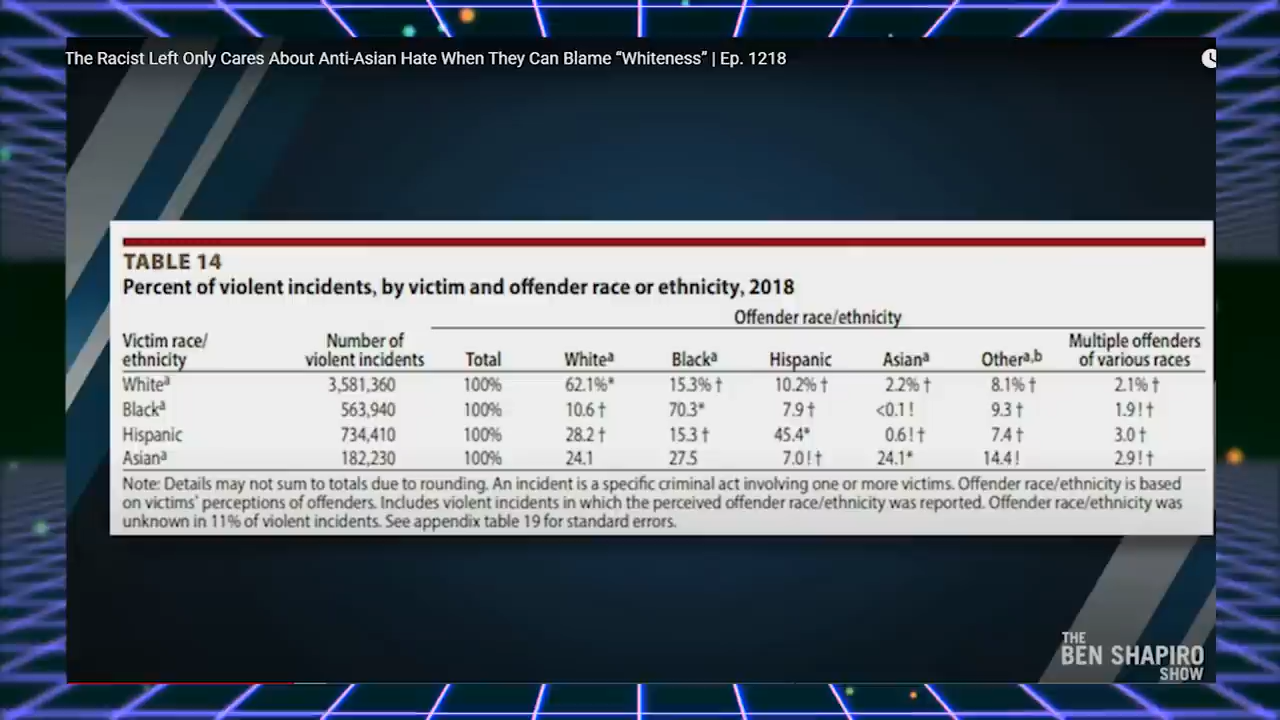 The Racist Left Only Cares About Anti-Asian Hate When They Can Blame “Whiteness” | Ep. 1218
TABLE 14
Percent of violent incidents, by victim and offender race or ethnicity, 2018
Offender race/ethnicity
Victim race/ Number of Multiple offenders
ethnicity violent incidents Total Whiteᵃ Blackᵃ Hispanic Asianᵃ Otherᵃ,ᵇ of various races
Whiteᵃ 3,581,360 100% 62.1%* 15.3% † 10.2% † 2.2% † 8.1% † 2.1% †
Blackᵃ 563,940 100% 10.6 † 70.3* 7.9 † <0.1 ! 9.3 † 1.9 ! †
Hispanic 734,410 100% 28.2 † 15.3 † 45.4* 0.6 ! † 7.4 † 3.0 †
Asianᵃ 182,230 100% 24.1 27.5 7.0 ! † 24.1* 14.4 ! 2.9 ! †
Note: Details may not sum to totals due to rounding. An incident is a specific criminal act involving one or more victims. Offender race/ethnicity is based
on victims' perceptions of offenders. Includes violent incidents in which the perceived offender race/ethnicity was reported. Offender race/ethnicity was
unknown in 11% of violent incidents. See appendix table 19 for standard errors.
THE
BEN SHAPIRO
SHOW